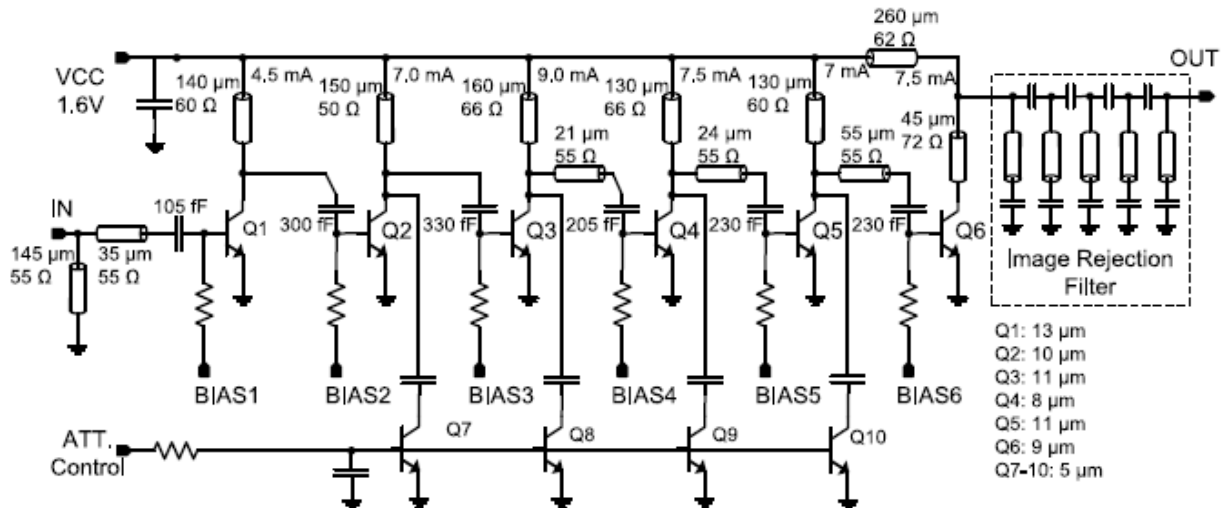 260 µm
62 Ω
OUT
VCC
1.6V
140 µm
60 Ω
4.5 mA
150 µm
50 Ω
7.0 mA
160 µm
66 Ω
9.0 mA
130 µm
66 Ω
7.5 mA
130 µm
60 Ω
7 mA
7.5 mA
45 µm
72 Ω
21 µm
55 Ω
24 µm
55 Ω
55 µm
55 Ω
IN
105 fF
Q1
300 fF
Q2
330 fF
Q3
205 fF
Q4
230 fF
Q5
230 fF
Q6
145 µm
55 Ω
35 µm
55 Ω
Image Rejection
Filter
BIAS1
BIAS2
BIAS3
BIAS4
BIAS5
BIAS6
Q1: 13 µm
Q2: 10 µm
Q3: 11 µm
Q4: 8 µm
Q5: 11 µm
Q6: 9 µm
Q7-10: 5 µm
ATT.
Control
Q7
Q8
Q9
Q10